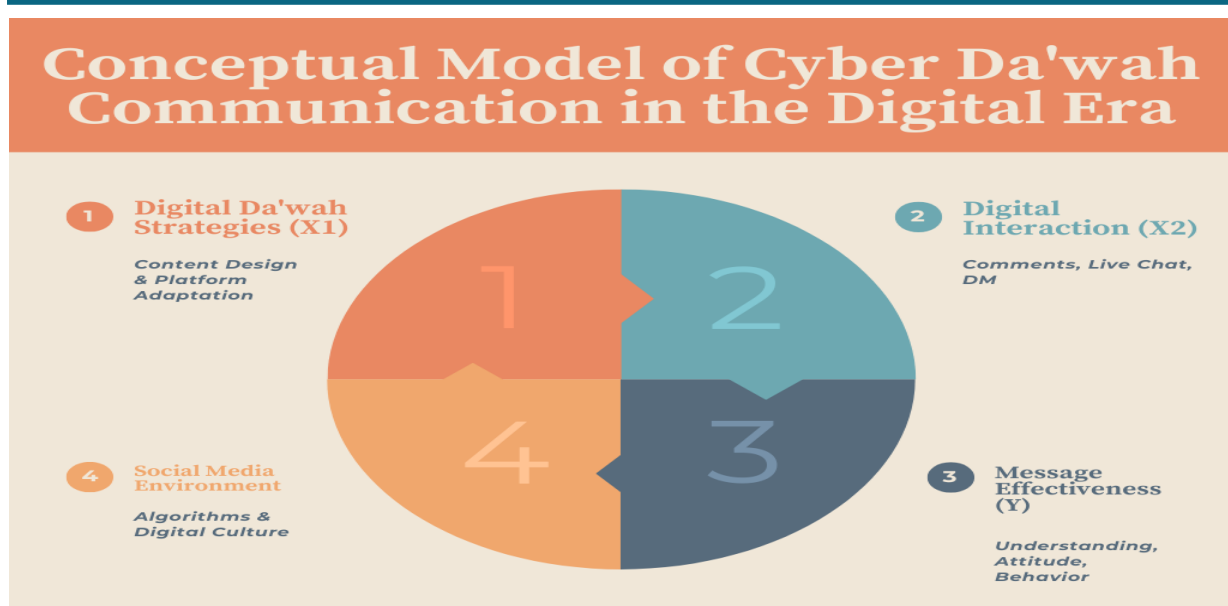 Conceptual Model of Cyber Da'wah
Communication in the Digital Era
1
Digital Da'wah
Strategies (X1)
Content Design
& Platform
Adaptation
2
Digital
Interaction (X2)
Comments, Live Chat,
DM
1
2
4
3
4
Social Media
Environment
Algorithms &
Digital Culture
3
Message
Effectiveness
(Y)
Understanding,
Attitude,
Behavior